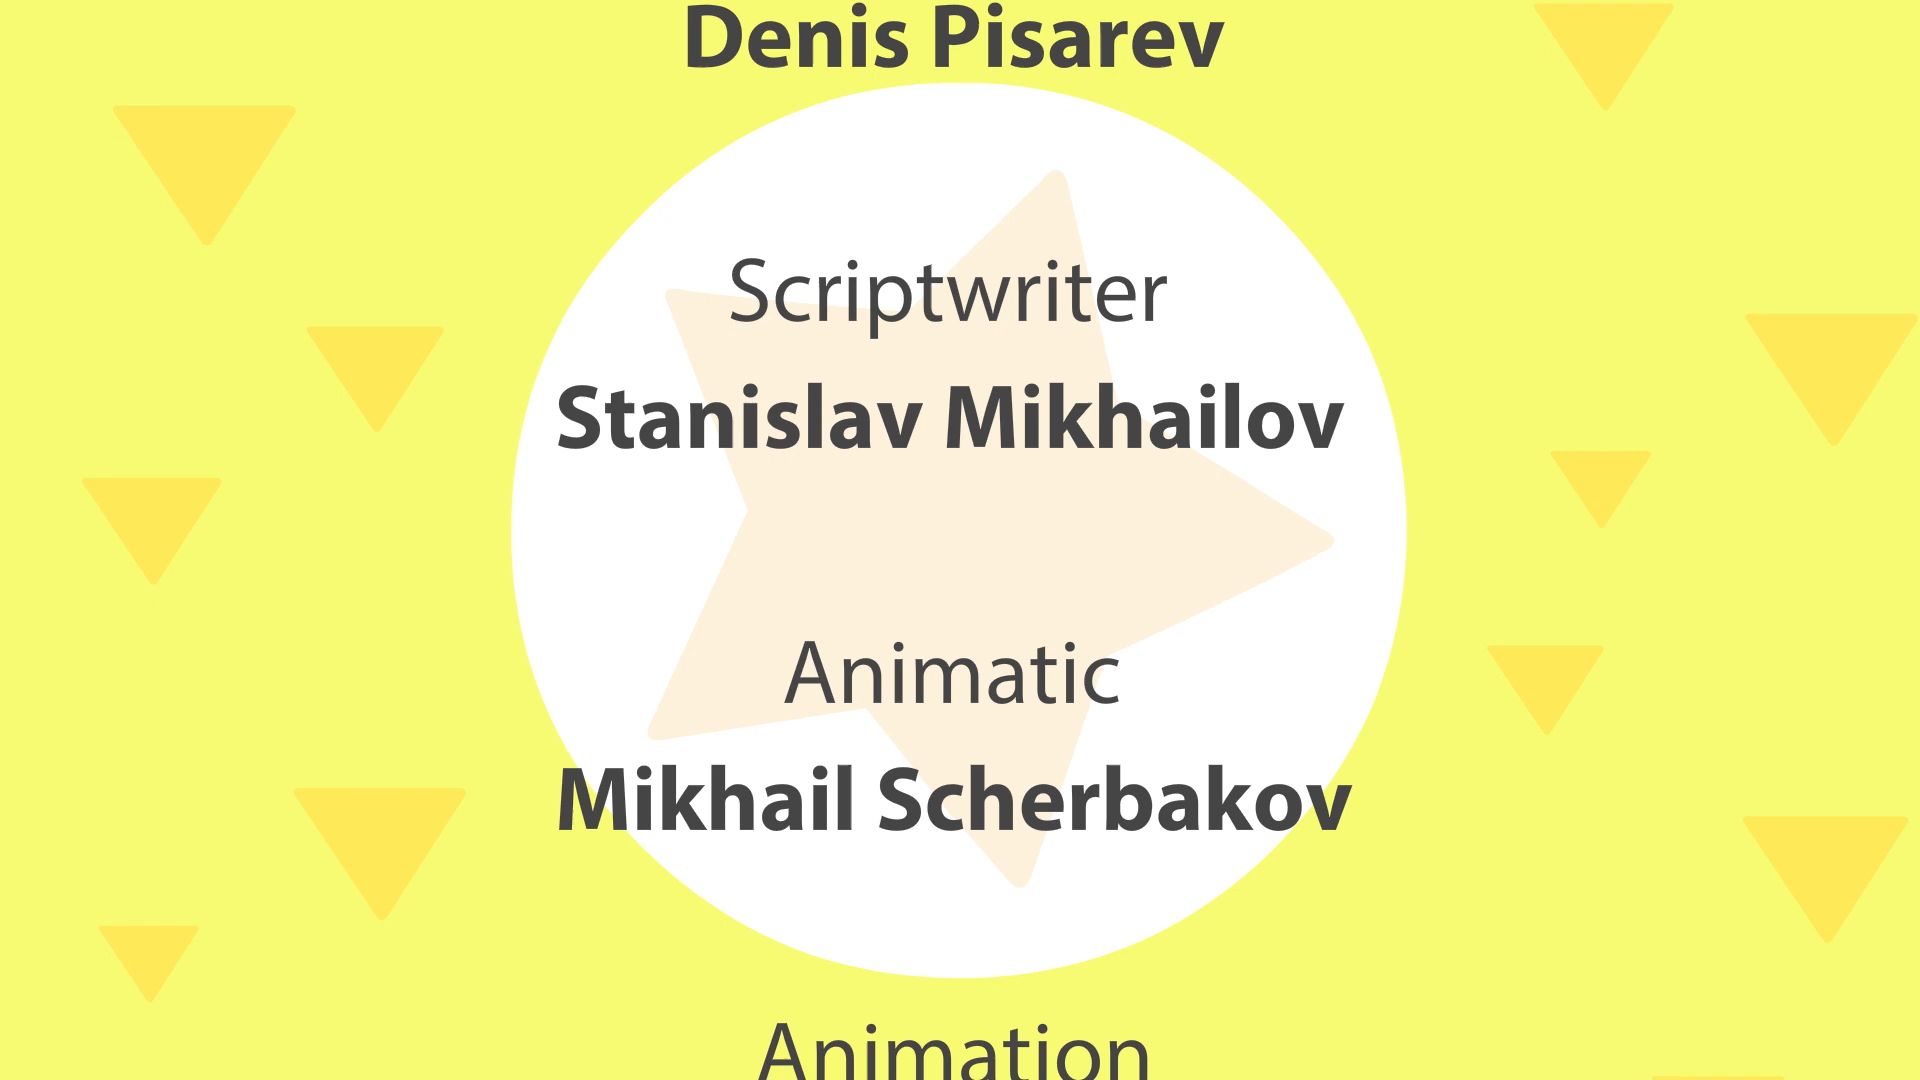 Denis Pisarev
Scriptwriter
Stanislav Mikhailov
Animatic
Mikhail Scherbakov
Animation